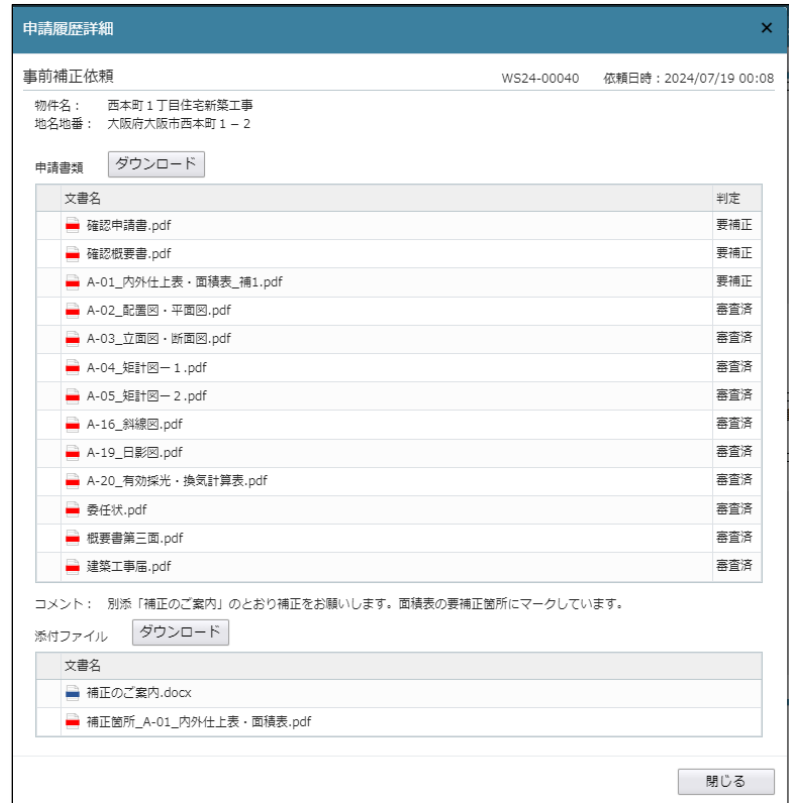 申請履歴詳細 ×
事前補正依頼 WS24-00040 依頼日時：2024/07/19 00:08
物件名： 西本町１丁目住宅新築工事
地名地番： 大阪府大阪市西本町１－２
申請書類 ダウンロード
文書名 判定
確認申請書.pdf 要補正
確認概要書.pdf 要補正
A-01_内外仕上表・面積表_補1.pdf 要補正
A-02_配置図・平面図.pdf 審査済
A-03_立面図・断面図.pdf 審査済
A-04_矩計図ー１.pdf 審査済
A-05_矩計図ー２.pdf 審査済
A-16_斜線図.pdf 審査済
A-19_日影図.pdf 審査済
A-20_有効採光・換気計算表.pdf 審査済
委任状.pdf 審査済
概要書第三面.pdf 審査済
建築工事届.pdf 審査済
コメント： 別添「補正のご案内」のとおり補正をお願いします。面積表の要補正箇所にマークしています。
添付ファイル ダウンロード
文書名
補正のご案内.docx
補正箇所_A-01_内外仕上表・面積表.pdf
閉じる